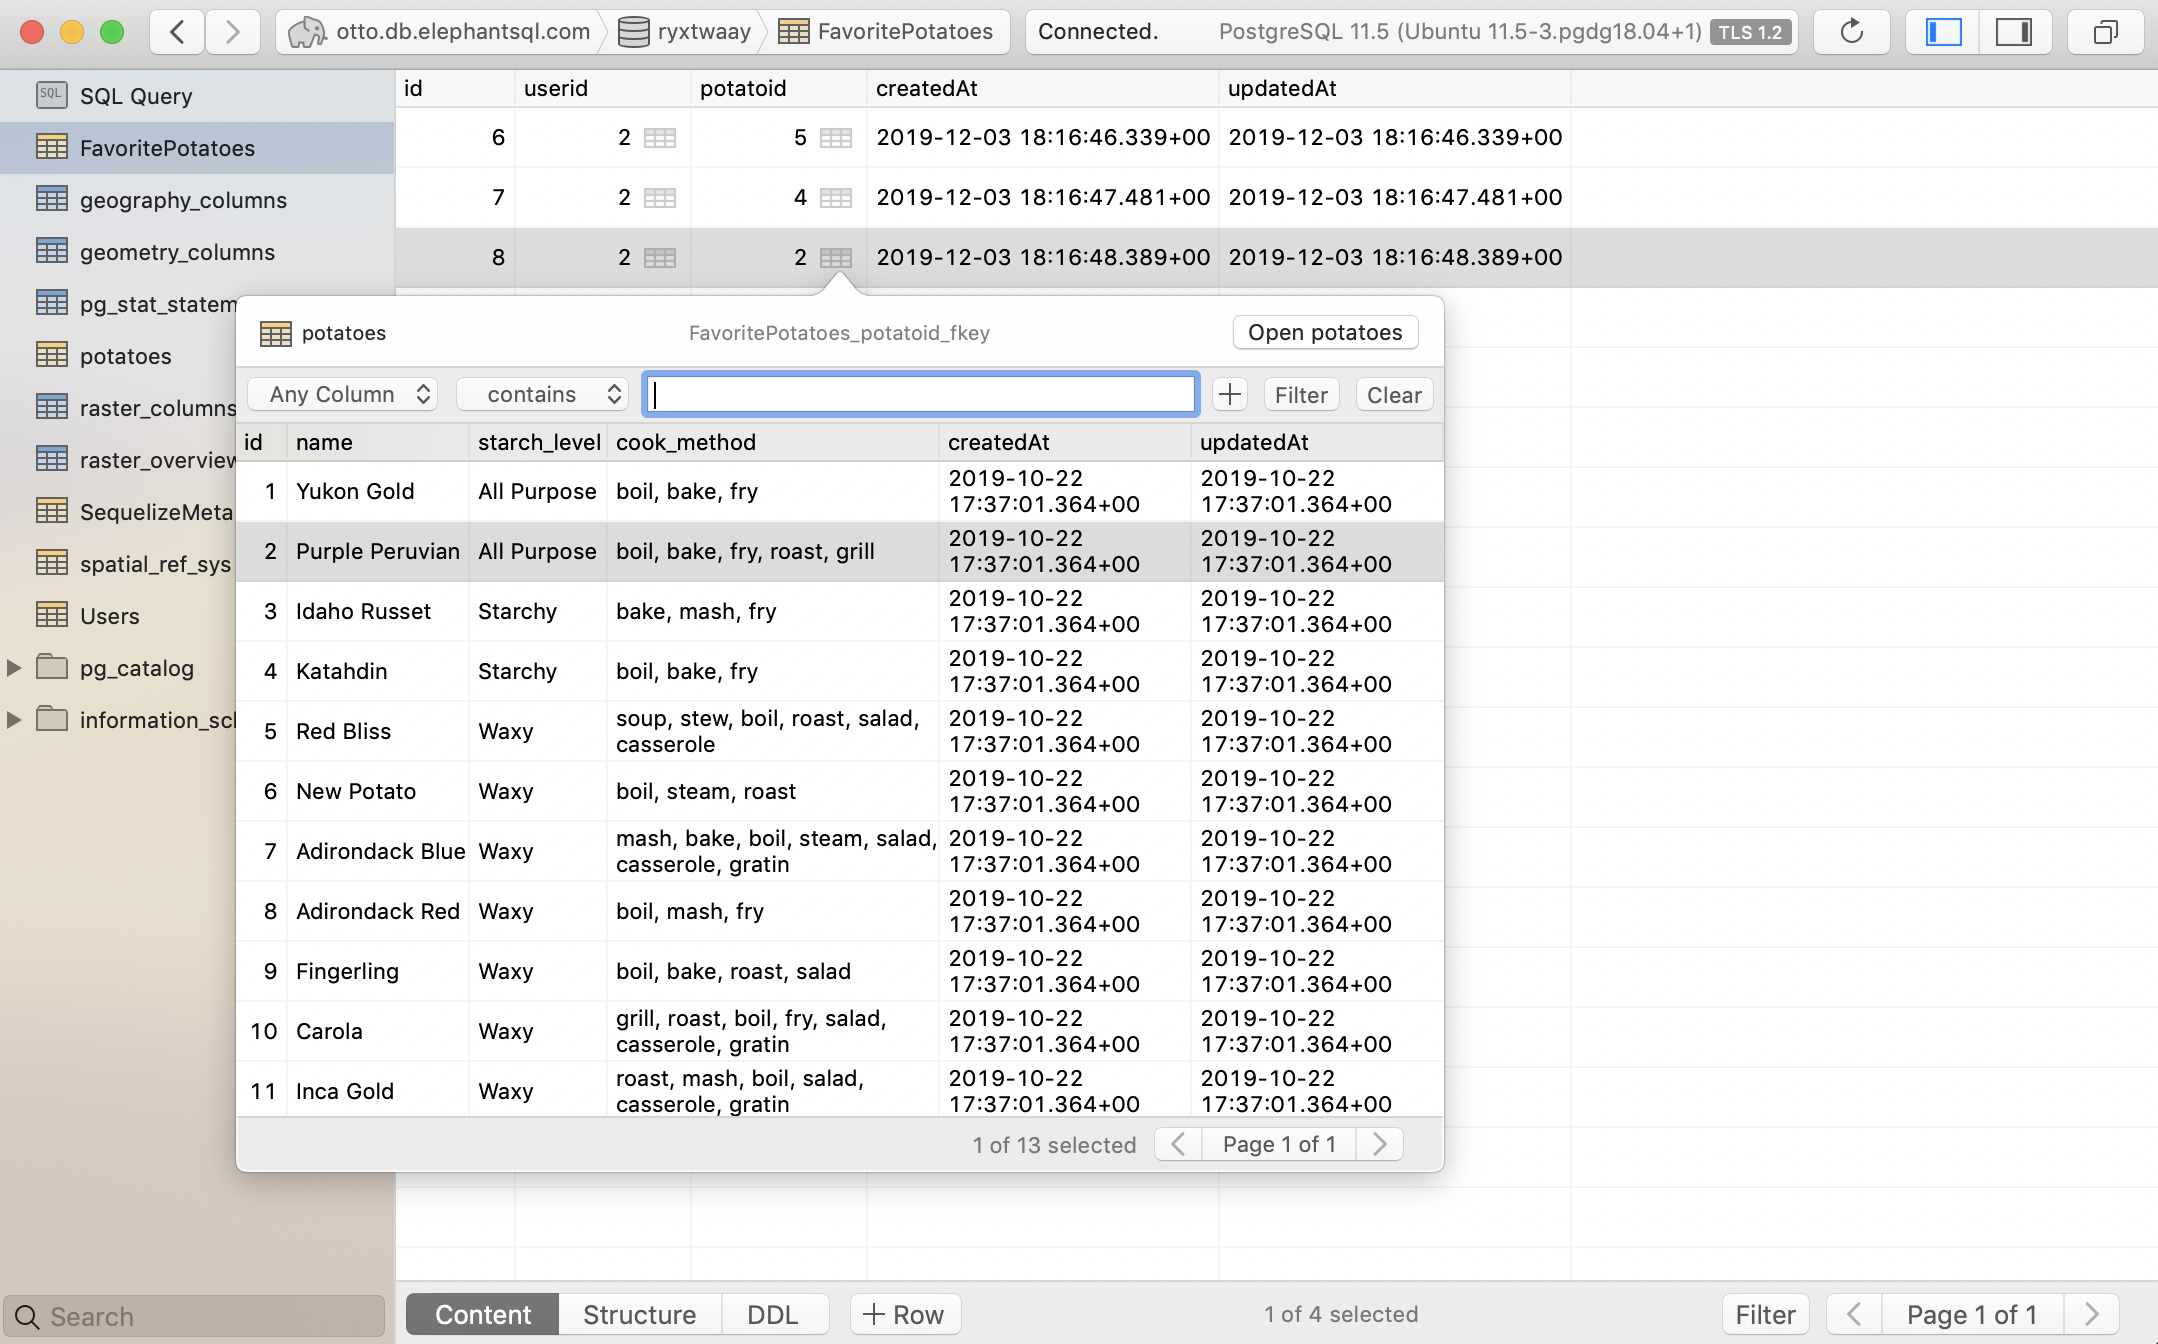 otto.db.elephantsql.com ryxtwaay FavoritePotatoes Connected. PostgreSQL 11.5 (Ubuntu 11.5-3.pgdg18.04+1) TLS 1.2
SQL SQL Query
FavoritePotatoes
geography_columns
geometry_columns
pg_stat_statem
potatoes
raster_columns
raster_overview
SequelizeMeta
spatial_ref_sys
Users
pg_catalog
information_scl
Search
id userid potatoid createdAt updatedAt
6 2 5 2019-12-03 18:16:46.339+00 2019-12-03 18:16:46.339+00
7 2 4 2019-12-03 18:16:47.481+00 2019-12-03 18:16:47.481+00
8 2 2 2019-12-03 18:16:48.389+00 2019-12-03 18:16:48.389+00
potatoes FavoritePotatoes_potatoid_fkey Open potatoes
Any Column contains Filter Clear
id name starch_level cook_method createdAt updatedAt
1 Yukon Gold All Purpose boil, bake, fry 2019-10-22 17:37:01.364+00 2019-10-22 17:37:01.364+00
2 Purple Peruvian All Purpose boil, bake, fry, roast, grill 2019-10-22 17:37:01.364+00 2019-10-22 17:37:01.364+00
3 Idaho Russet Starchy bake, mash, fry 2019-10-22 17:37:01.364+00 2019-10-22 17:37:01.364+00
4 Katahdin Starchy boil, bake, fry 2019-10-22 17:37:01.364+00 2019-10-22 17:37:01.364+00
5 Red Bliss Waxy soup, stew, boil, roast, salad, casserole 2019-10-22 17:37:01.364+00 2019-10-22 17:37:01.364+00
6 New Potato Waxy boil, steam, roast 2019-10-22 17:37:01.364+00 2019-10-22 17:37:01.364+00
7 Adirondack Blue Waxy mash, bake, boil, steam, salad, casserole, gratin 2019-10-22 17:37:01.364+00 2019-10-22 17:37:01.364+00
8 Adirondack Red Waxy boil, mash, fry 2019-10-22 17:37:01.364+00 2019-10-22 17:37:01.364+00
9 Fingerling Waxy boil, bake, roast, salad 2019-10-22 17:37:01.364+00 2019-10-22 17:37:01.364+00
10 Carola Waxy grill, roast, boil, fry, salad, casserole, gratin 2019-10-22 17:37:01.364+00 2019-10-22 17:37:01.364+00
11 Inca Gold Waxy roast, mash, boil, salad, casserole, gratin 2019-10-22 17:37:01.364+00 2019-10-22 17:37:01.364+00
1 of 13 selected Page 1 of 1
Content Structure DDL + Row 1 of 4 selected Filter Page 1 of 1